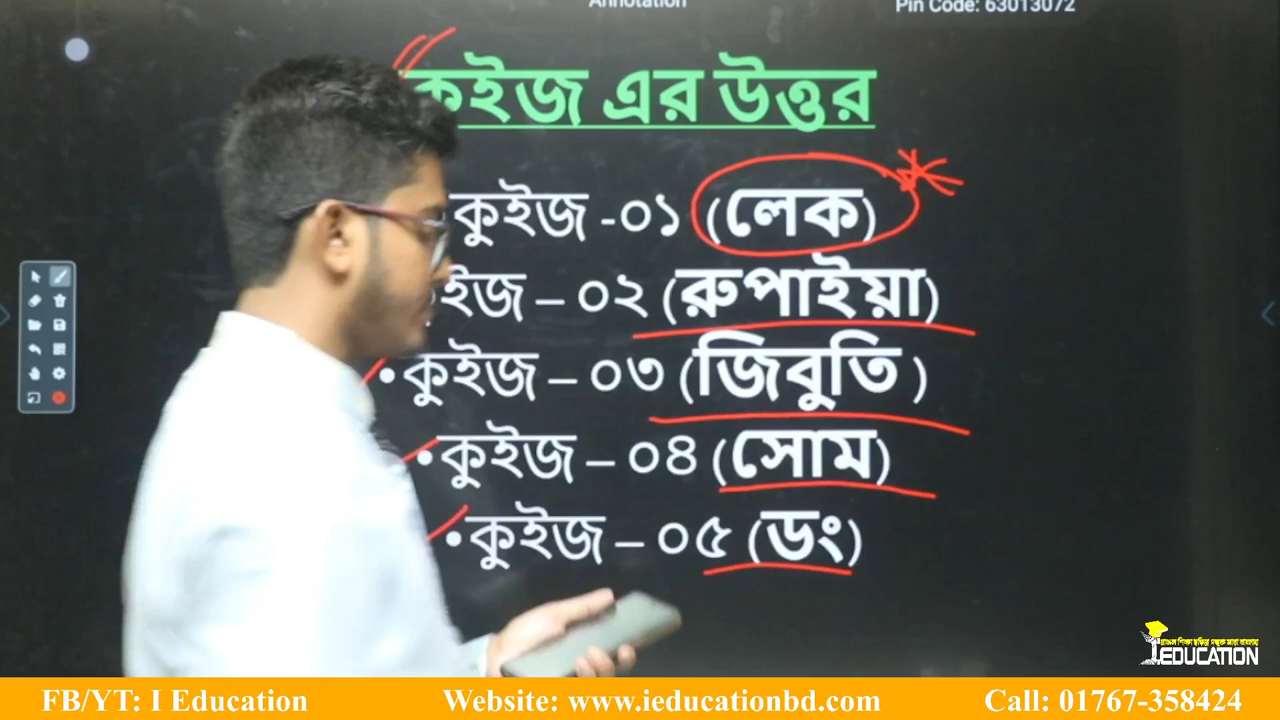 Annotation
Pin Code: 63013072
কুইজ এর উত্তর
কুইজ -০১ (লেক)
কুইজ – ০২ (রুপাইয়া)
• কুইজ – ০৩ (জিবুতি )
• কুইজ – ০৪ (সোম)
• কুইজ – ০৫ (ডং)
IEDUCATION
FB/YT: I Education
Website: www.ieducationbd.com
Call: 01767-358424